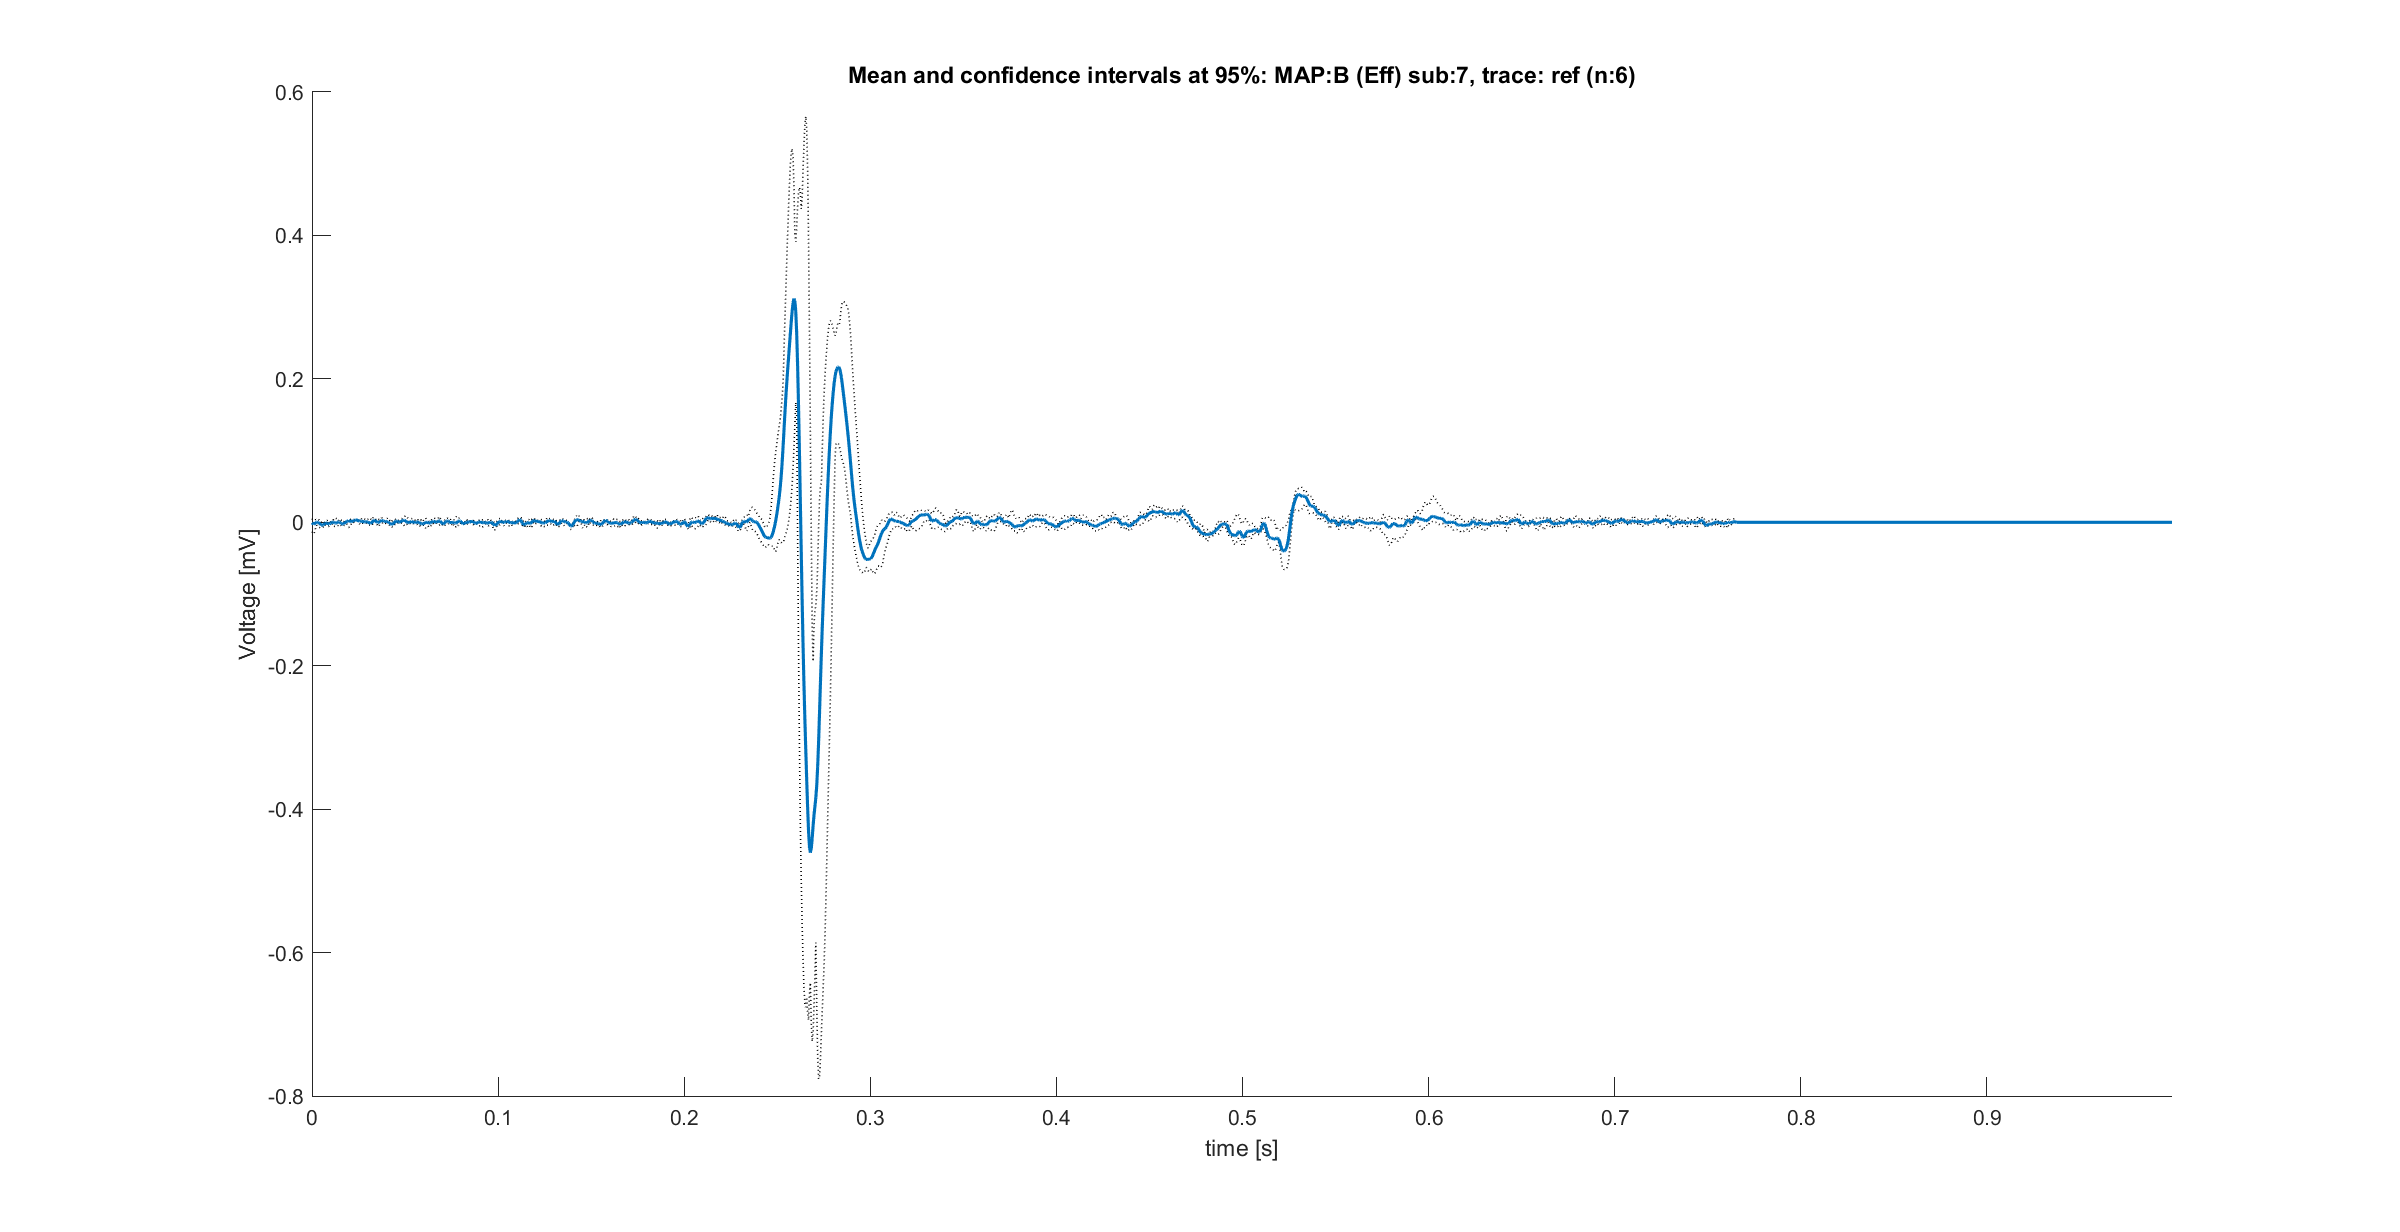 Mean and confidence intervals at 95%: MAP:B (Eff) sub:7, trace: ref (n:6)
0.6
0.4
0.2
0
-0.2
-0.4
-0.6
-0.8
Voltage [mV]
0 0.1 0.2 0.3 0.4 0.5 0.6 0.7 0.8 0.9
time [s]